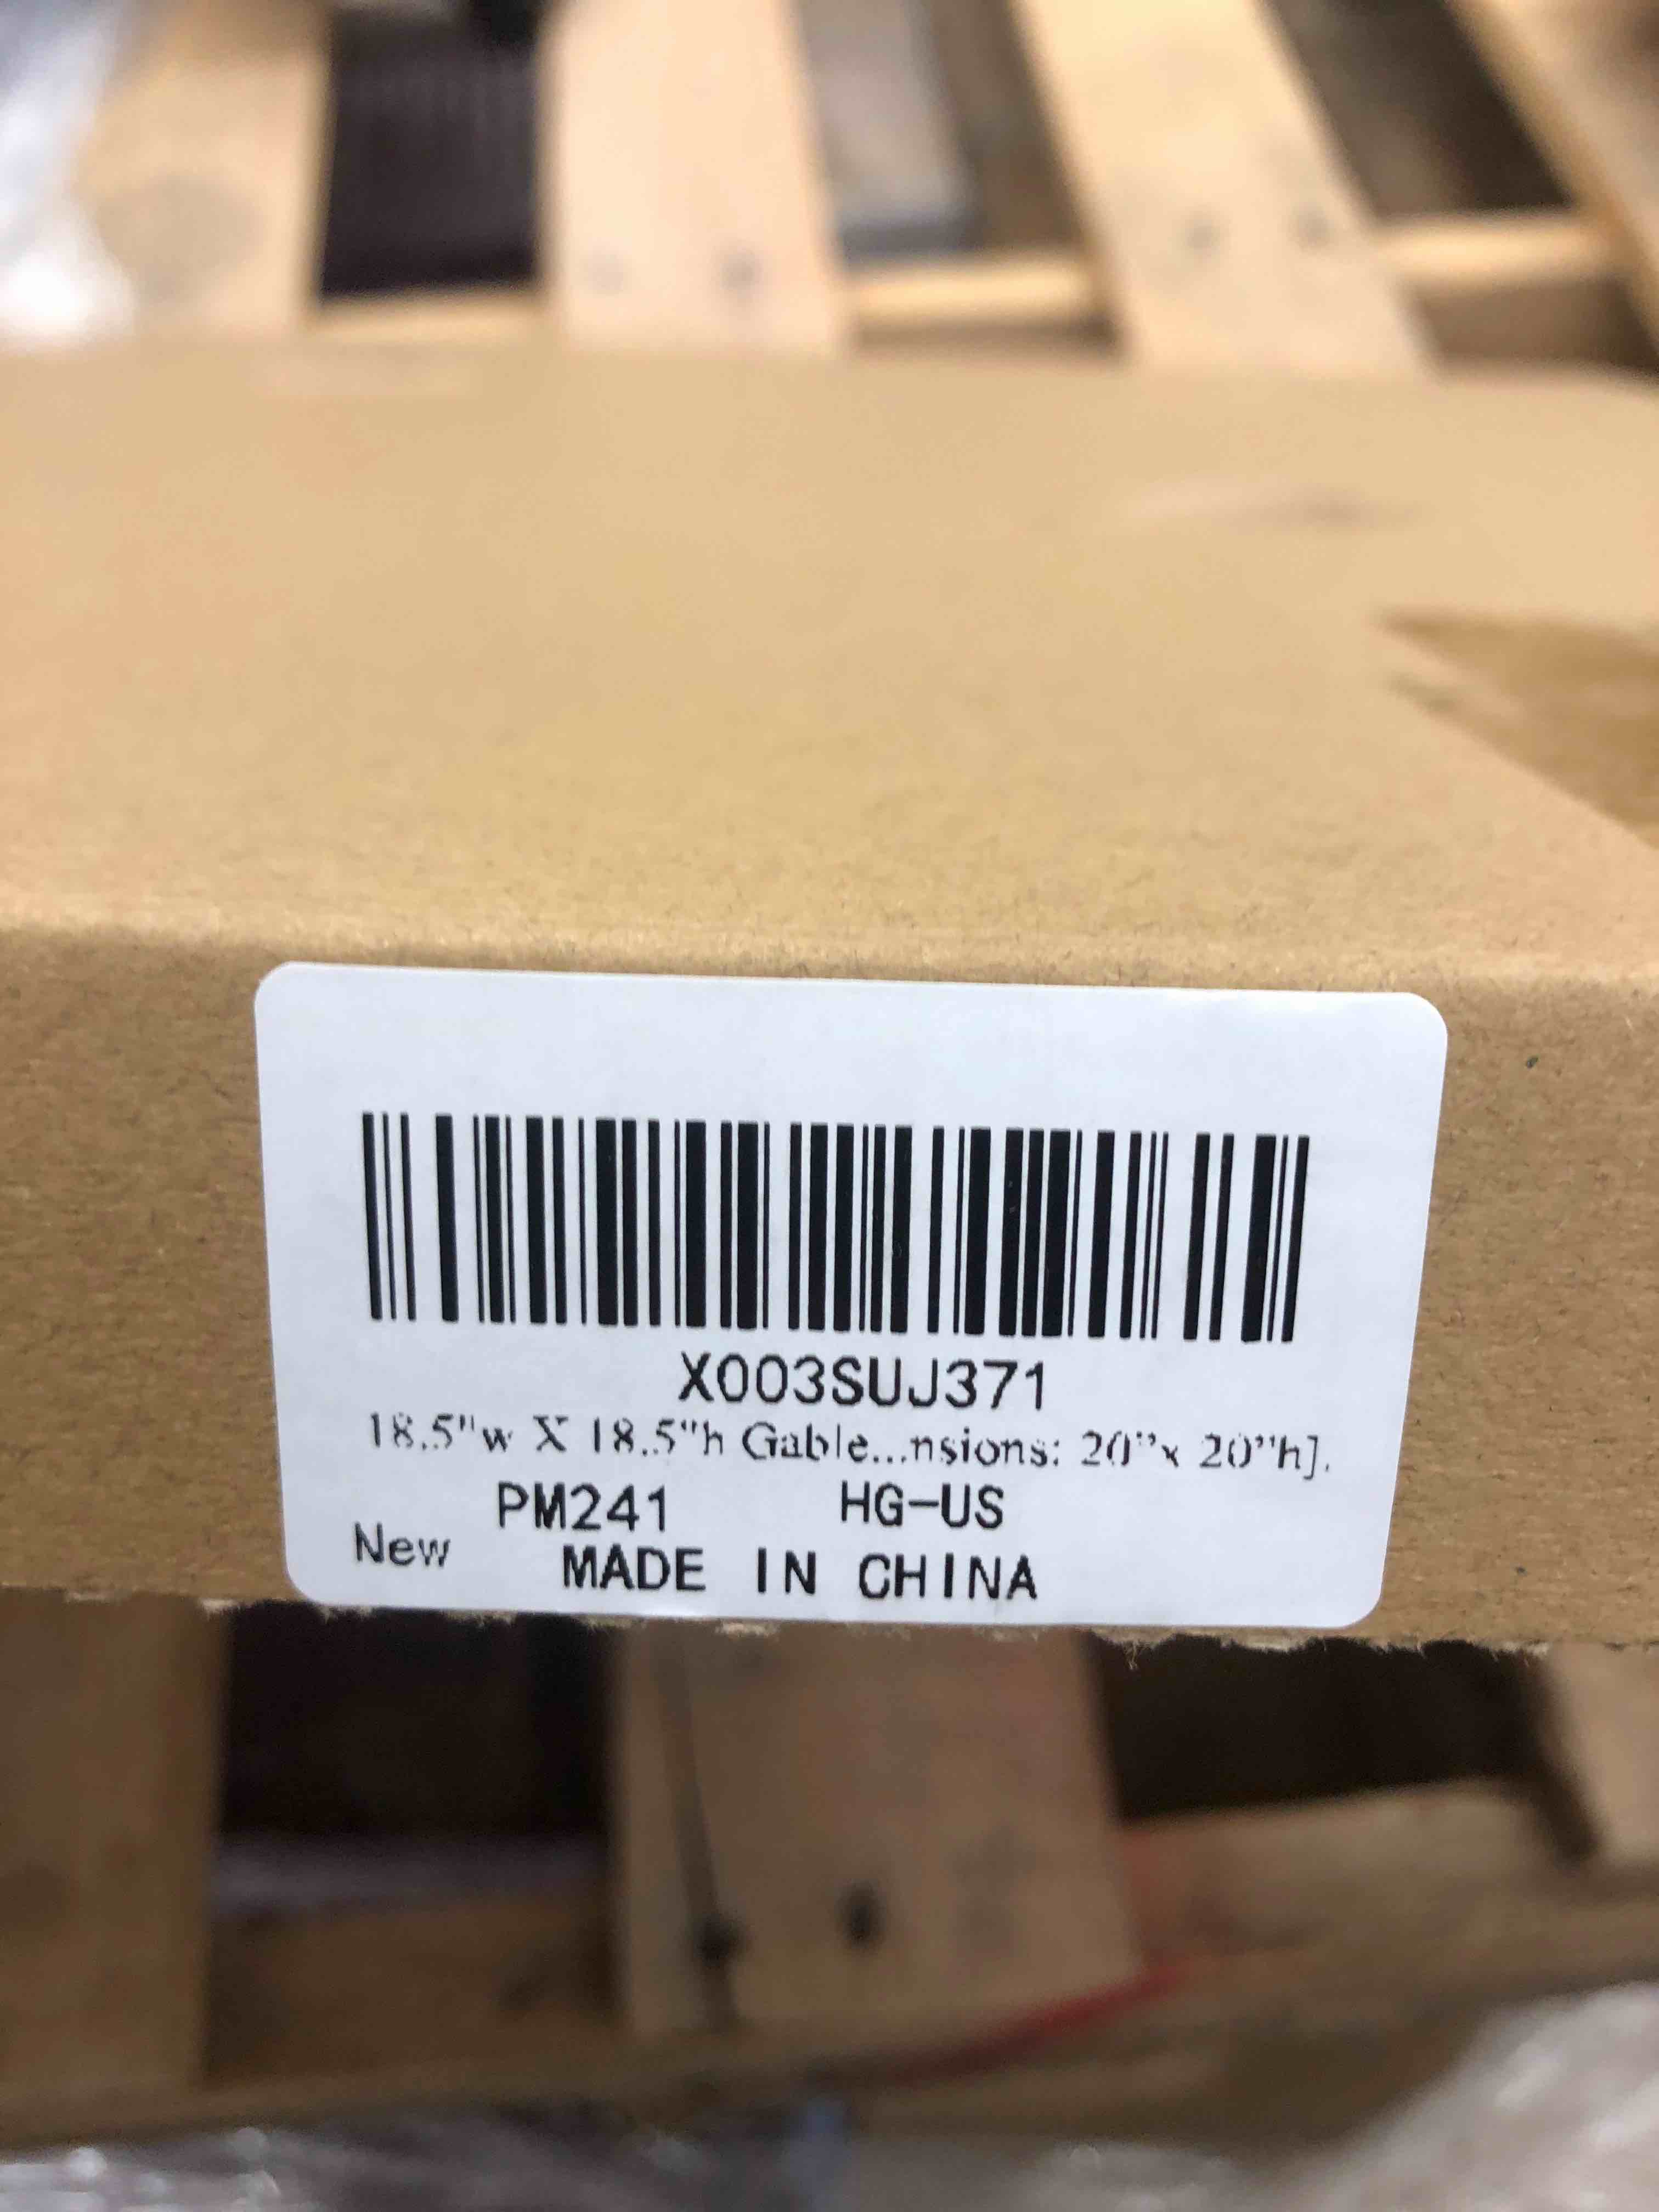 X003SUJ371
18.5"w X 18.5"h Gable...nsions: 20”x 20”h].
PM241 HG-US
New MADE IN CHINA